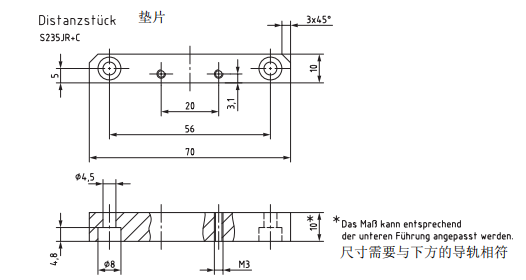 Distanzstück 垫片
S235JR+C
3x45°
5
10
3,1
20
56
70
ø4,5
10*
*Das Maß kann entsprechend
der unteren Führung angepasst werden.
尺寸需要与下方的导轨相符
4,8
ø8
M3